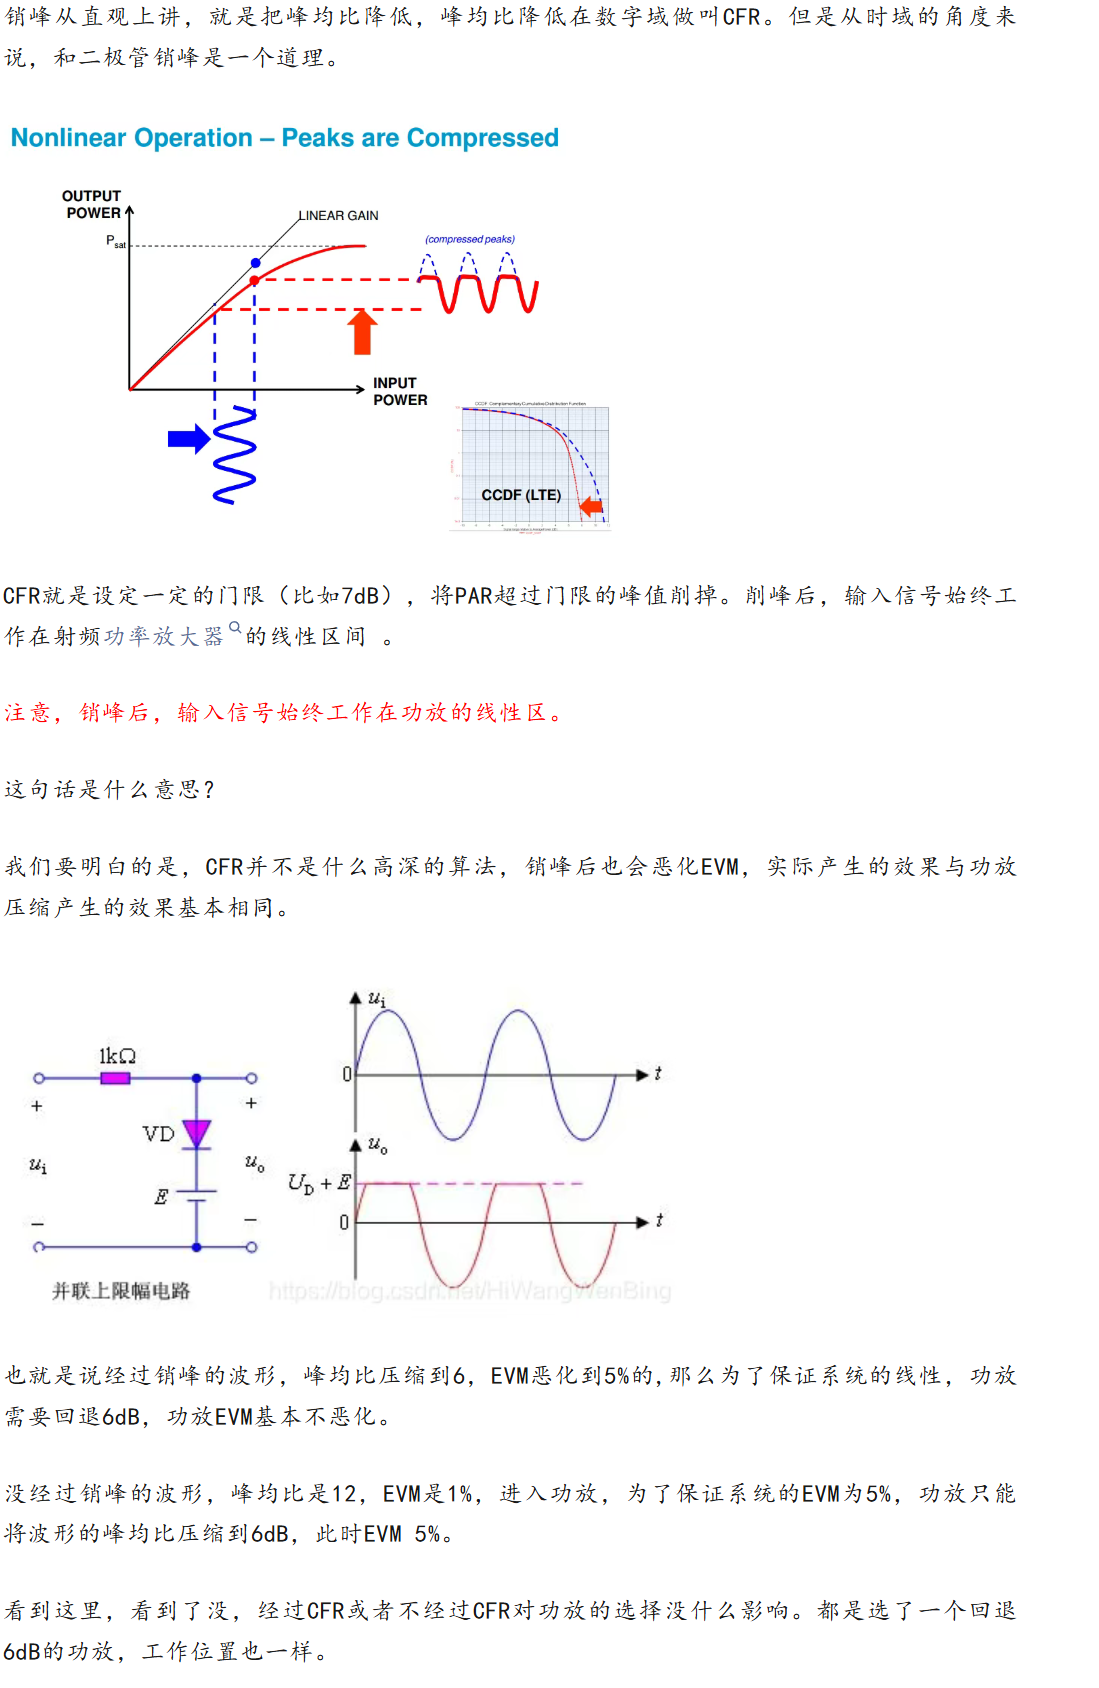 销峰从直观上讲，就是把峰均比降低，峰均比降低在数字域做叫CFR。但是从时域的角度来
说，和二极管销峰是一个道理。
Nonlinear Operation – Peaks are Compressed
OUTPUT
POWER
LINEAR GAIN
Psat
(compressed peaks)
INPUT
POWER
CCDF Complementary Cumulative Distribution Function
CCDF (LTE)
CFR就是设定一定的门限（比如7dB），将PAR超过门限的峰值削掉。削峰后，输入信号始终工
作在射频功率放大器的线性区间 。
注意，销峰后，输入信号始终工作在功放的线性区。
这句话是什么意思？
我们要明白的是，CFR并不是什么高深的算法，销峰后也会恶化EVM，实际产生的效果与功放
压缩产生的效果基本相同。
ui
1kΩ
0
t
+
+
VD
uo
ui
uo
UD + E
E
0
t
–
–
并联上限幅电路
https://blog.csdn.net/HiWangWenBing
也就是说经过销峰的波形，峰均比压缩到6，EVM恶化到5%的,那么为了保证系统的线性，功放
需要回退6dB，功放EVM基本不恶化。
没经过销峰的波形，峰均比是12，EVM是1%，进入功放，为了保证系统的EVM为5%，功放只能
将波形的峰均比压缩到6dB，此时EVM 5%。
看到这里，看到了没，经过CFR或者不经过CFR对功放的选择没什么影响。都是选了一个回退
6dB的功放，工作位置也一样。